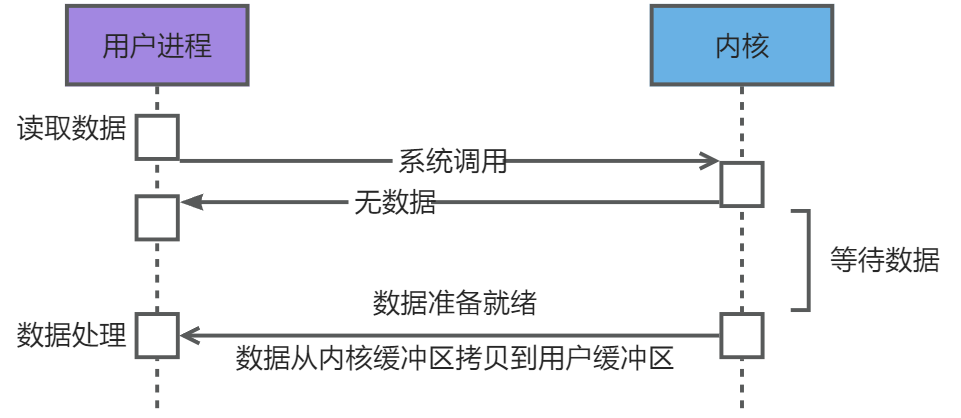 用户进程
内核
读取数据
系统调用
无数据
等待数据
数据准备就绪
数据处理
数据从内核缓冲区拷贝到用户缓冲区